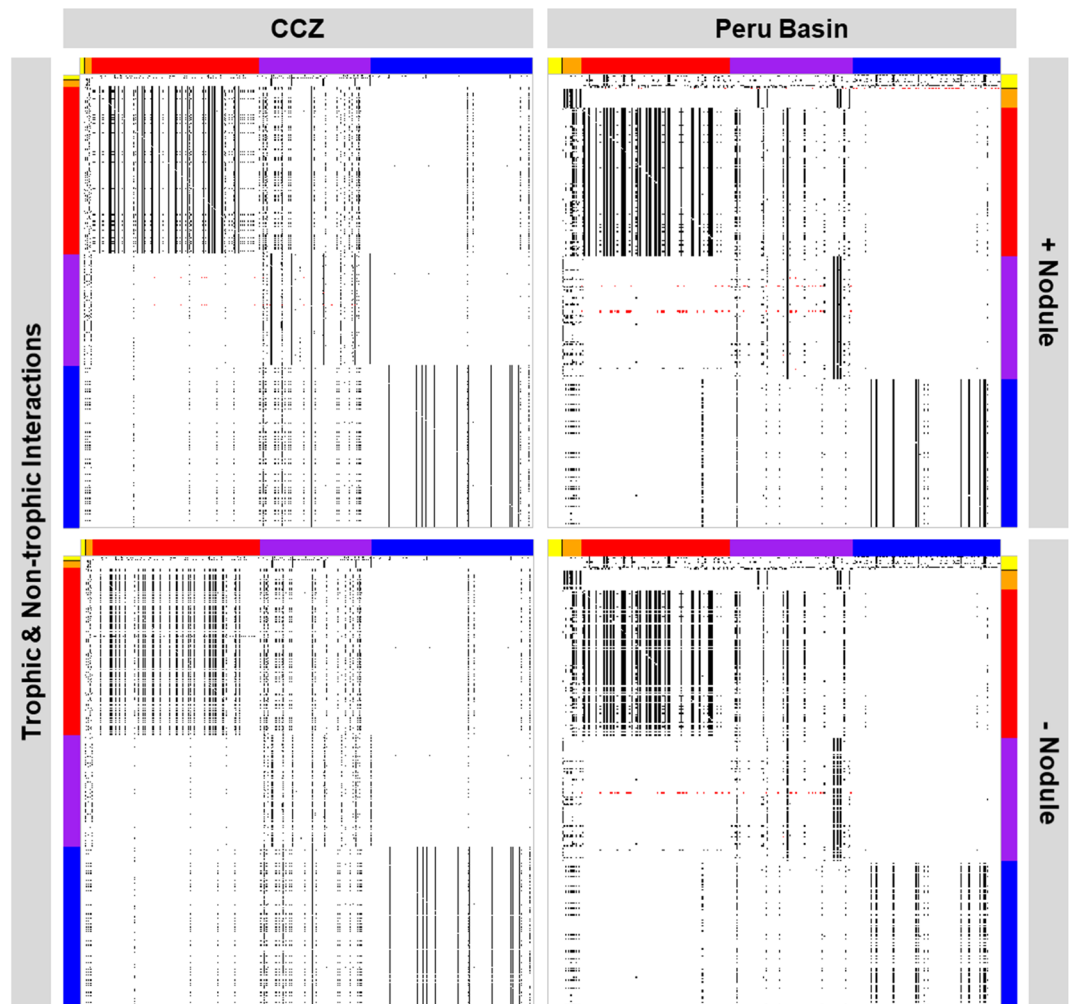 CCZ
Peru Basin
Trophic & Non-trophic Interactions
+ Nodule
- Nodule